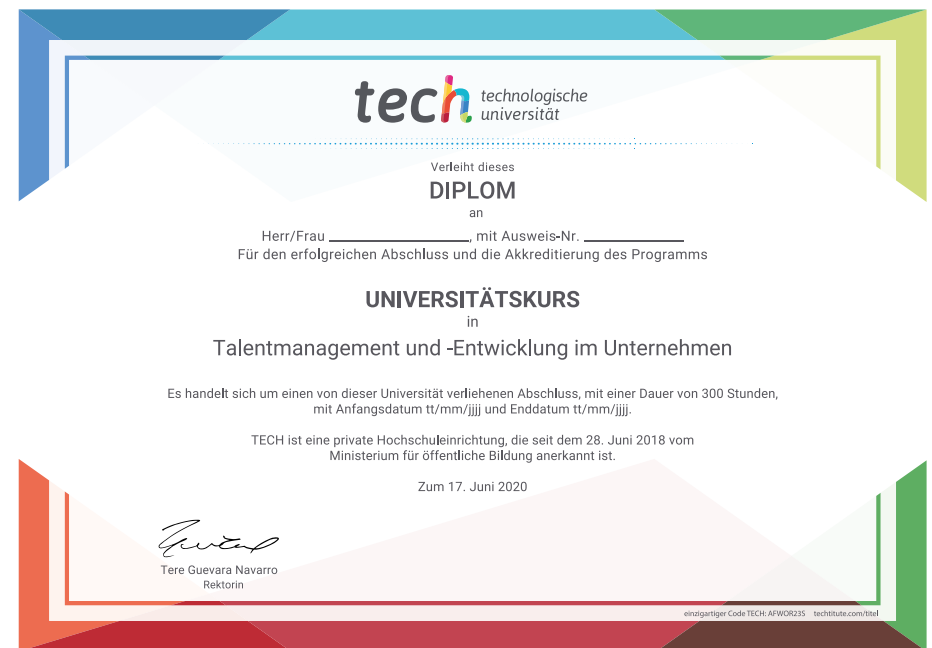 tech technologische
universität
Verleiht dieses
DIPLOM
an
Herr/Frau ____________________, mit Ausweis-Nr. ______________
Für den erfolgreichen Abschluss und die Akkreditierung des Programms
UNIVERSITÄTSKURS
in
Talentmanagement und -Entwicklung im Unternehmen
Es handelt sich um einen von dieser Universität verliehenen Abschluss, mit einer Dauer von 300 Stunden,
mit Anfangsdatum tt/mm/jjjj und Enddatum tt/mm/jjjj.
TECH ist eine private Hochschuleinrichtung, die seit dem 28. Juni 2018 vom
Ministerium für öffentliche Bildung anerkannt ist.
Zum 17. Juni 2020
Tere Guevara Navarro
Rektorin
einzigartiger Code TECH: AFWOR23S techtitute.com/titel